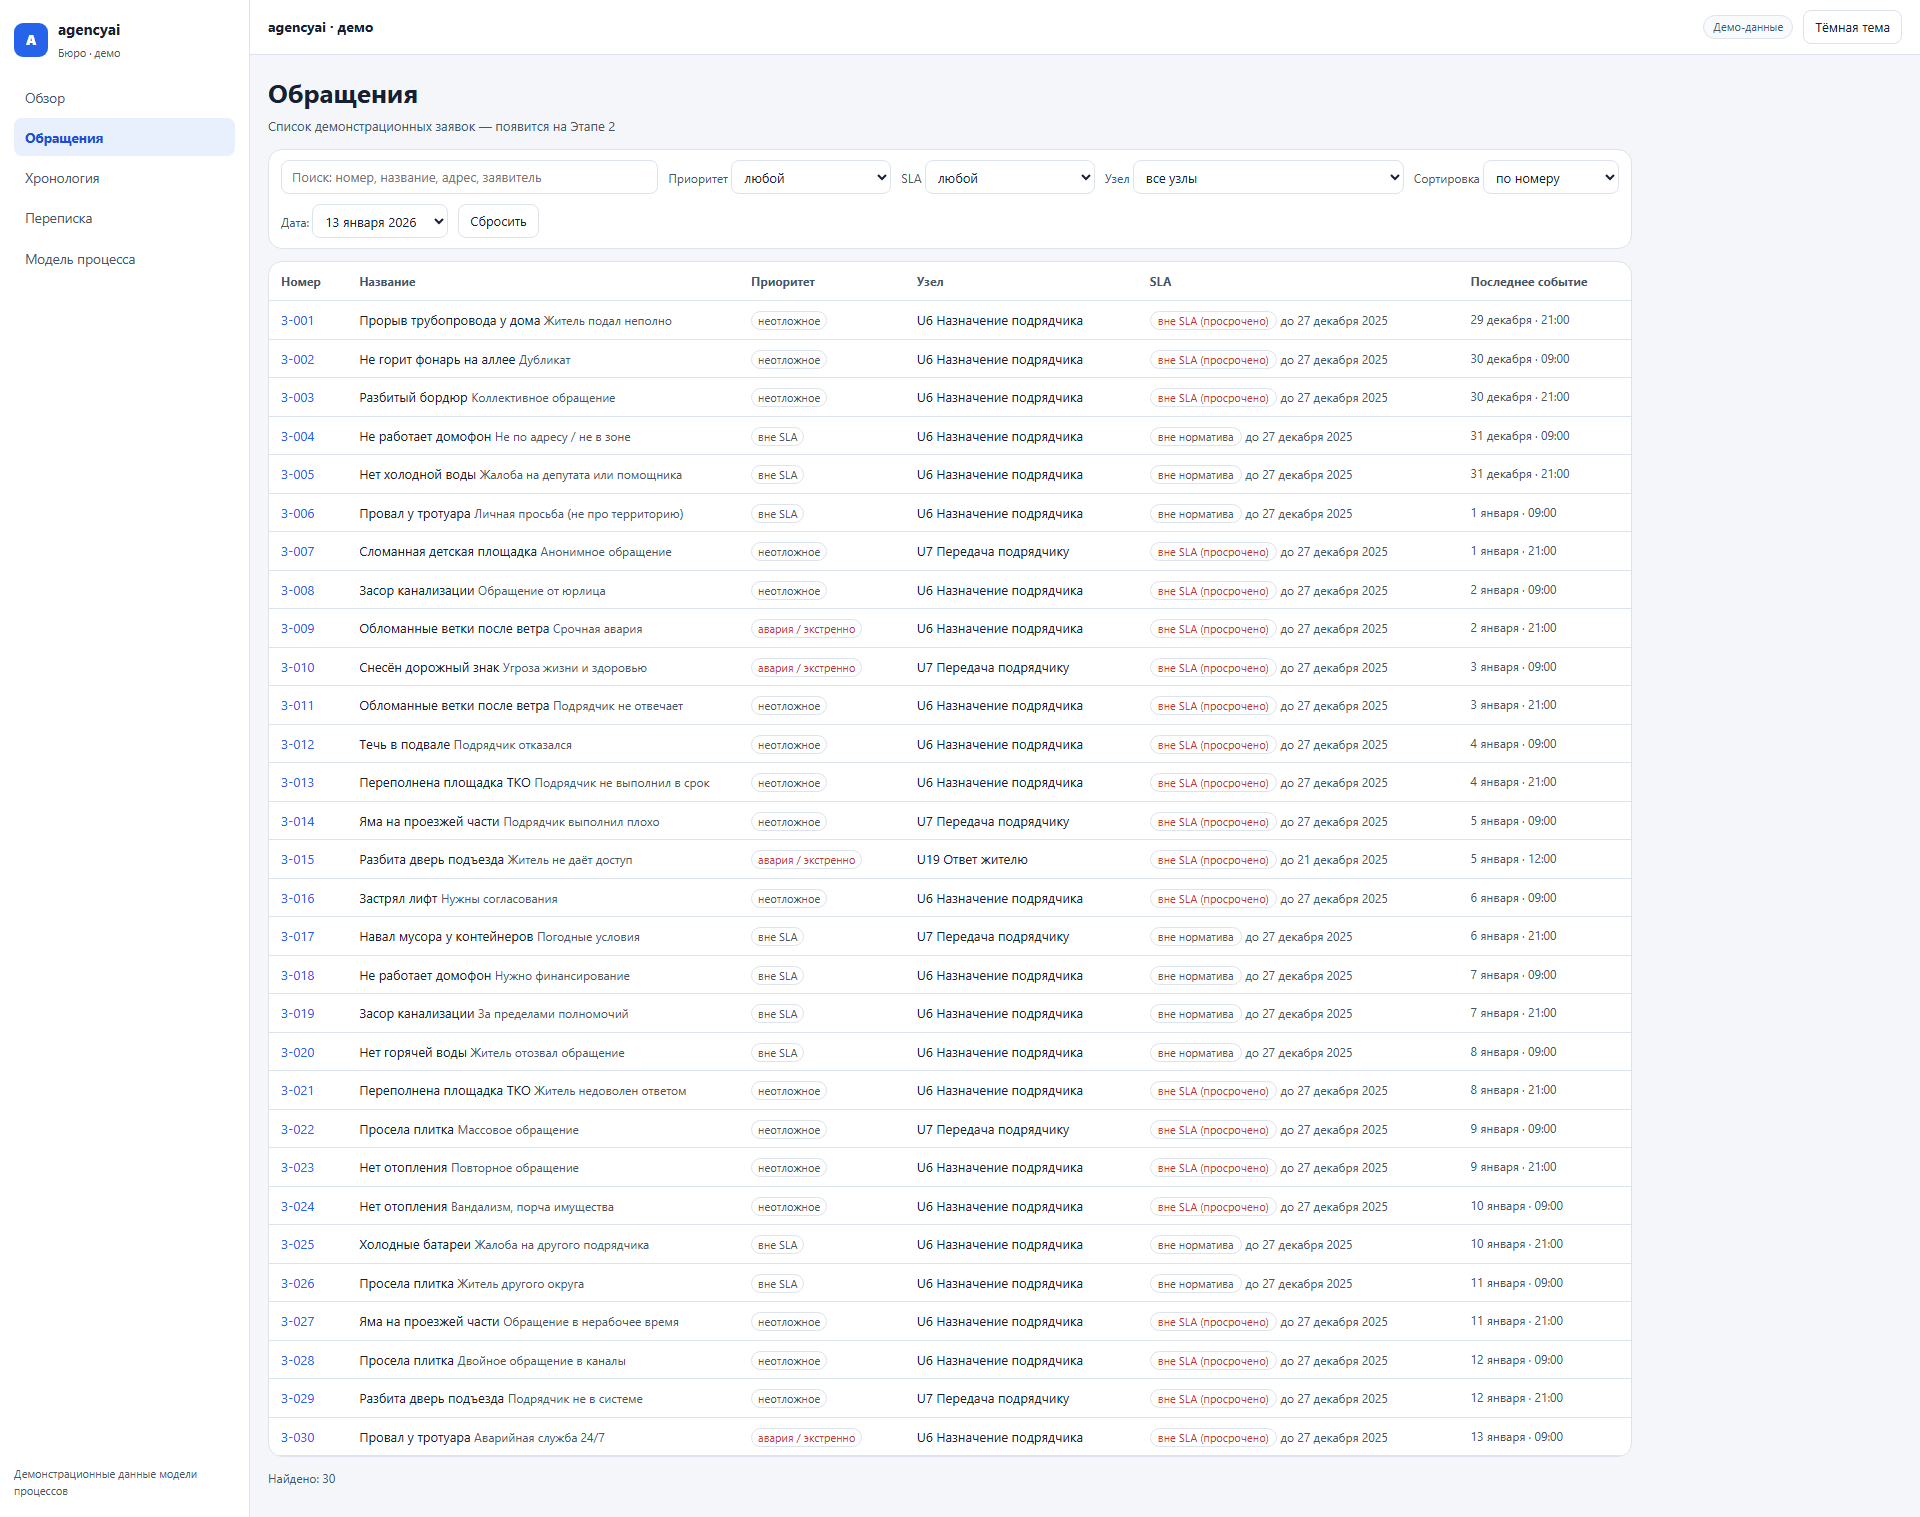 A
agencyai
Бюро · демо
Обзор
Обращения
Хронология
Переписка
Модель процесса
Демонстрационные данные модели
процессов
agencyai · демо
Демо-данные
Тёмная тема
Обращения
Список демонстрационных заявок — появится на Этапе 2
Поиск: номер, название, адрес, заявитель
Приоритет любой
SLA любой
Узел все узлы
Сортировка по номеру
Дата: 13 января 2026
Сбросить
Номер Название Приоритет Узел SLA Последнее событие
З-001 Прорыв трубопровода у дома Житель подал неполно неотложное U6 Назначение подрядчика вне SLA (просрочено) до 27 декабря 2025 29 декабря · 21:00
З-002 Не горит фонарь на аллее Дубликат неотложное U6 Назначение подрядчика вне SLA (просрочено) до 27 декабря 2025 30 декабря · 09:00
З-003 Разбитый бордюр Коллективное обращение неотложное U6 Назначение подрядчика вне SLA (просрочено) до 27 декабря 2025 30 декабря · 21:00
З-004 Не работает домофон Не по адресу / не в зоне вне SLA U6 Назначение подрядчика вне норматива до 27 декабря 2025 31 декабря · 09:00
З-005 Нет холодной воды Жалоба на депутата или помощника вне SLA U6 Назначение подрядчика вне норматива до 27 декабря 2025 31 декабря · 21:00
З-006 Провал у тротуара Личная просьба (не про территорию) вне SLA U6 Назначение подрядчика вне норматива до 27 декабря 2025 1 января · 09:00
З-007 Сломанная детская площадка Анонимное обращение неотложное U7 Передача подрядчику вне SLA (просрочено) до 27 декабря 2025 1 января · 21:00
З-008 Засор канализации Обращение от юрлица неотложное U6 Назначение подрядчика вне SLA (просрочено) до 27 декабря 2025 2 января · 09:00
З-009 Обломанные ветки после ветра Срочная авария авария / экстренно U6 Назначение подрядчика вне SLA (просрочено) до 27 декабря 2025 2 января · 21:00
З-010 Снесён дорожный знак Угроза жизни и здоровью авария / экстренно U7 Передача подрядчику вне SLA (просрочено) до 27 декабря 2025 3 января · 09:00
З-011 Обломанные ветки после ветра Подрядчик не отвечает неотложное U6 Назначение подрядчика вне SLA (просрочено) до 27 декабря 2025 3 января · 21:00
З-012 Течь в подвале Подрядчик отказался неотложное U6 Назначение подрядчика вне SLA (просрочено) до 27 декабря 2025 4 января · 09:00
З-013 Переполнена площадка ТКО Подрядчик не выполнил в срок неотложное U6 Назначение подрядчика вне SLA (просрочено) до 27 декабря 2025 4 января · 21:00
З-014 Яма на проезжей части Подрядчик выполнил плохо неотложное U7 Передача подрядчику вне SLA (просрочено) до 27 декабря 2025 5 января · 09:00
З-015 Разбита дверь подъезда Житель не даёт доступ авария / экстренно U19 Ответ жителю вне SLA (просрочено) до 21 декабря 2025 5 января · 12:00
З-016 Застрял лифт Нужны согласования неотложное U6 Назначение подрядчика вне SLA (просрочено) до 27 декабря 2025 6 января · 09:00
З-017 Навал мусора у контейнеров Погодные условия вне SLA U7 Передача подрядчику вне норматива до 27 декабря 2025 6 января · 21:00
З-018 Не работает домофон Нужно финансирование вне SLA U6 Назначение подрядчика вне норматива до 27 декабря 2025 7 января · 09:00
З-019 Засор канализации За пределами полномочий вне SLA U6 Назначение подрядчика вне норматива до 27 декабря 2025 7 января · 21:00
З-020 Нет горячей воды Житель отозвал обращение вне SLA U6 Назначение подрядчика вне норматива до 27 декабря 2025 8 января · 09:00
З-021 Переполнена площадка ТКО Житель недоволен ответом неотложное U6 Назначение подрядчика вне SLA (просрочено) до 27 декабря 2025 8 января · 21:00
З-022 Просела плитка Массовое обращение неотложное U7 Передача подрядчику вне SLA (просрочено) до 27 декабря 2025 9 января · 09:00
З-023 Нет отопления Повторное обращение неотложное U6 Назначение подрядчика вне SLA (просрочено) до 27 декабря 2025 9 января · 21:00
З-024 Нет отопления Вандализм, порча имущества неотложное U6 Назначение подрядчика вне SLA (просрочено) до 27 декабря 2025 10 января · 09:00
З-025 Холодные батареи Жалоба на другого подрядчика вне SLA U6 Назначение подрядчика вне норматива до 27 декабря 2025 10 января · 21:00
З-026 Просела плитка Житель другого округа вне SLA U6 Назначение подрядчика вне норматива до 27 декабря 2025 11 января · 09:00
З-027 Яма на проезжей части Обращение в нерабочее время неотложное U6 Назначение подрядчика вне SLA (просрочено) до 27 декабря 2025 11 января · 21:00
З-028 Просела плитка Двойное обращение в каналы неотложное U6 Назначение подрядчика вне SLA (просрочено) до 27 декабря 2025 12 января · 09:00
З-029 Разбита дверь подъезда Подрядчик не в системе неотложное U7 Передача подрядчику вне SLA (просрочено) до 27 декабря 2025 12 января · 21:00
З-030 Провал у тротуара Аварийная служба 24/7 авария / экстренно U6 Назначение подрядчика вне SLA (просрочено) до 27 декабря 2025 13 января · 09:00
Найдено: 30